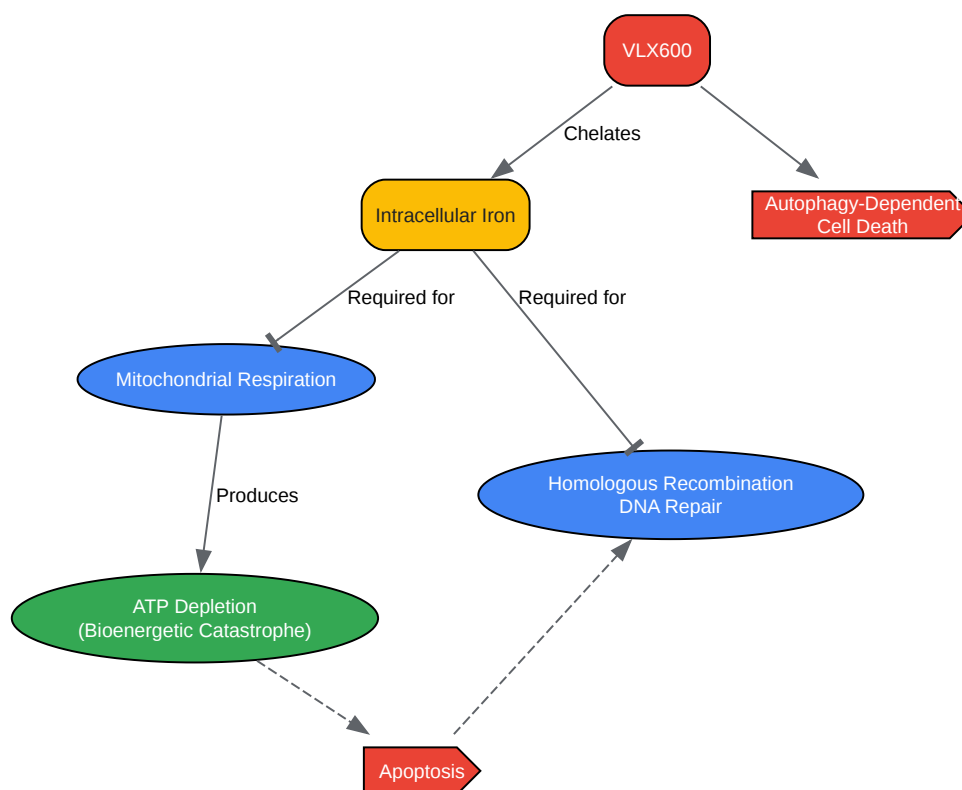 VLX600
Chelates
Intracellular Iron
Autophagy-Dependent
Cell Death
Required for
Required for
Mitochondrial Respiration
Homologous Recombination
DNA Repair
Produces
ATP Depletion
(Bioenergetic Catastrophe)
Apoptosis